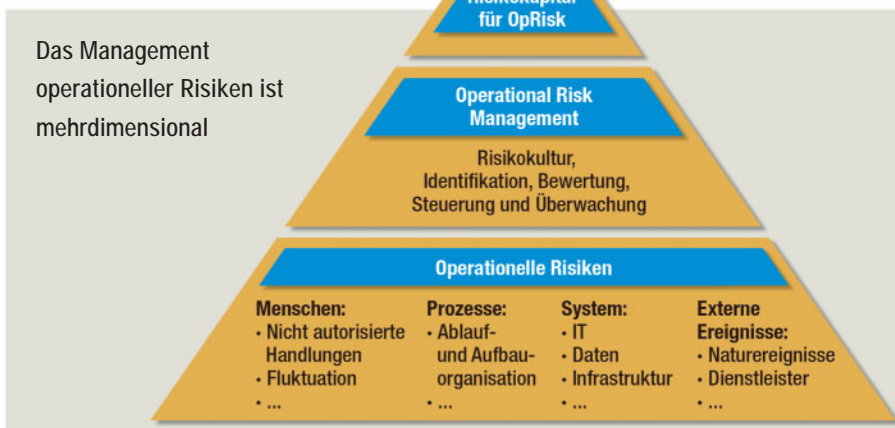 Risikokapital
für OpRisk
Das Management
operationeller Risiken ist
mehrdimensional
Operational Risk
Management
Risikokultur,
Identifikation, Bewertung,
Steuerung und Überwachung
Operationelle Risiken
Menschen:
· Nicht autorisierte
Handlungen
· Fluktuation
· ...
Prozesse:
· Ablauf-
und Aufbau-
organisation
· ...
System:
· IT
· Daten
· Infrastruktur
· ...
Externe
Ereignisse:
· Naturereignisse
· Dienstleister
· ...